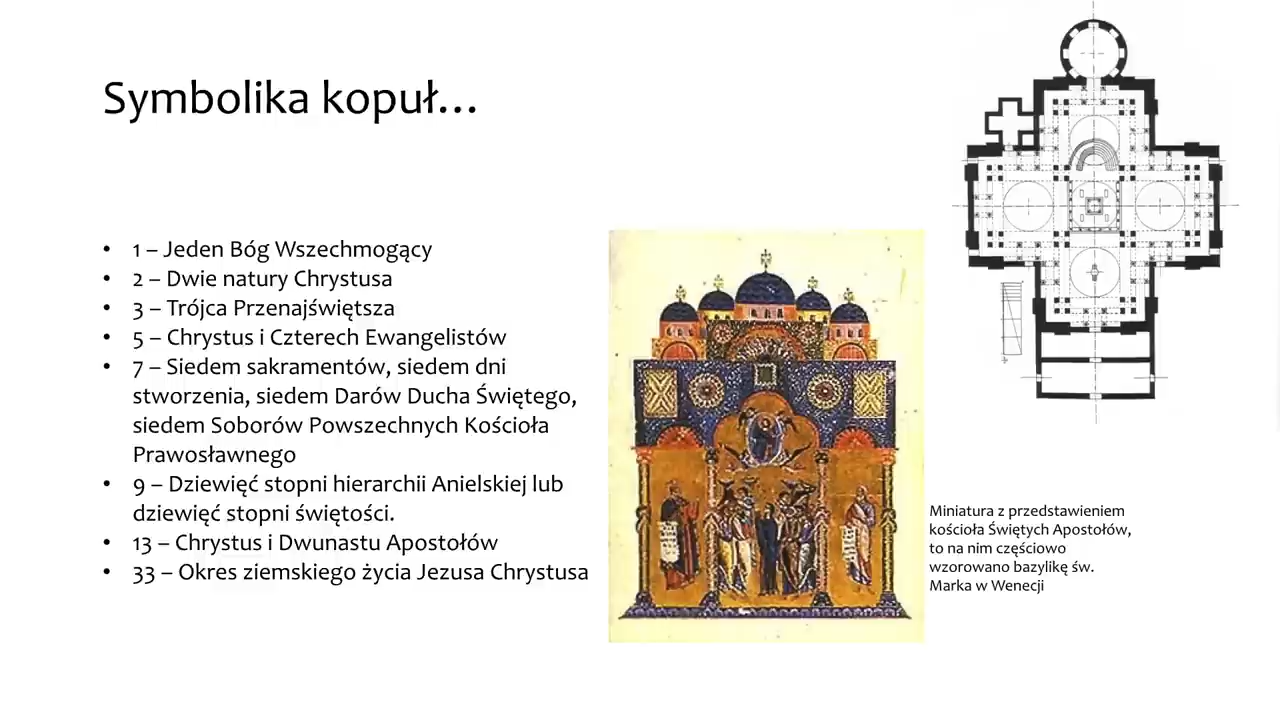 Symbolika kopuł...
• 1 – Jeden Bóg Wszechmogący
• 2 – Dwie natury Chrystusa
• 3 – Trójca Przenajświętsza
• 5 – Chrystus i Czterech Ewangelistów
• 7 – Siedem sakramentów, siedem dni
stworzenia, siedem Darów Ducha Świętego,
siedem Soborów Powszechnych Kościoła
Prawosławnego
• 9 – Dziewięć stopni hierarchii Anielskiej lub
dziewięć stopni świętości.
• 13 – Chrystus i Dwunastu Apostołów
• 33 – Okres ziemskiego życia Jezusa Chrystusa
Miniatura z przedstawieniem
kościoła Świętych Apostołów,
to na nim częściowo
wzorowano bazylikę św.
Marka w Wenecji